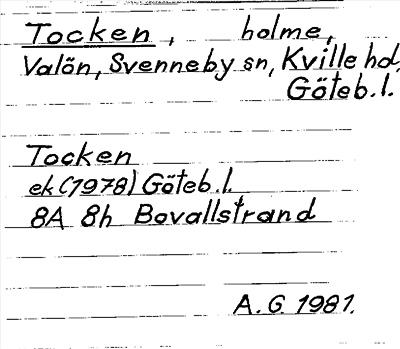 Tocken, holme,
Valön, Svenneby sn, Kville hd,
Göteb. l.
Tocken
ek (1978) Göteb. l.
8A 8h Bovallstrand
A. G. 1981.